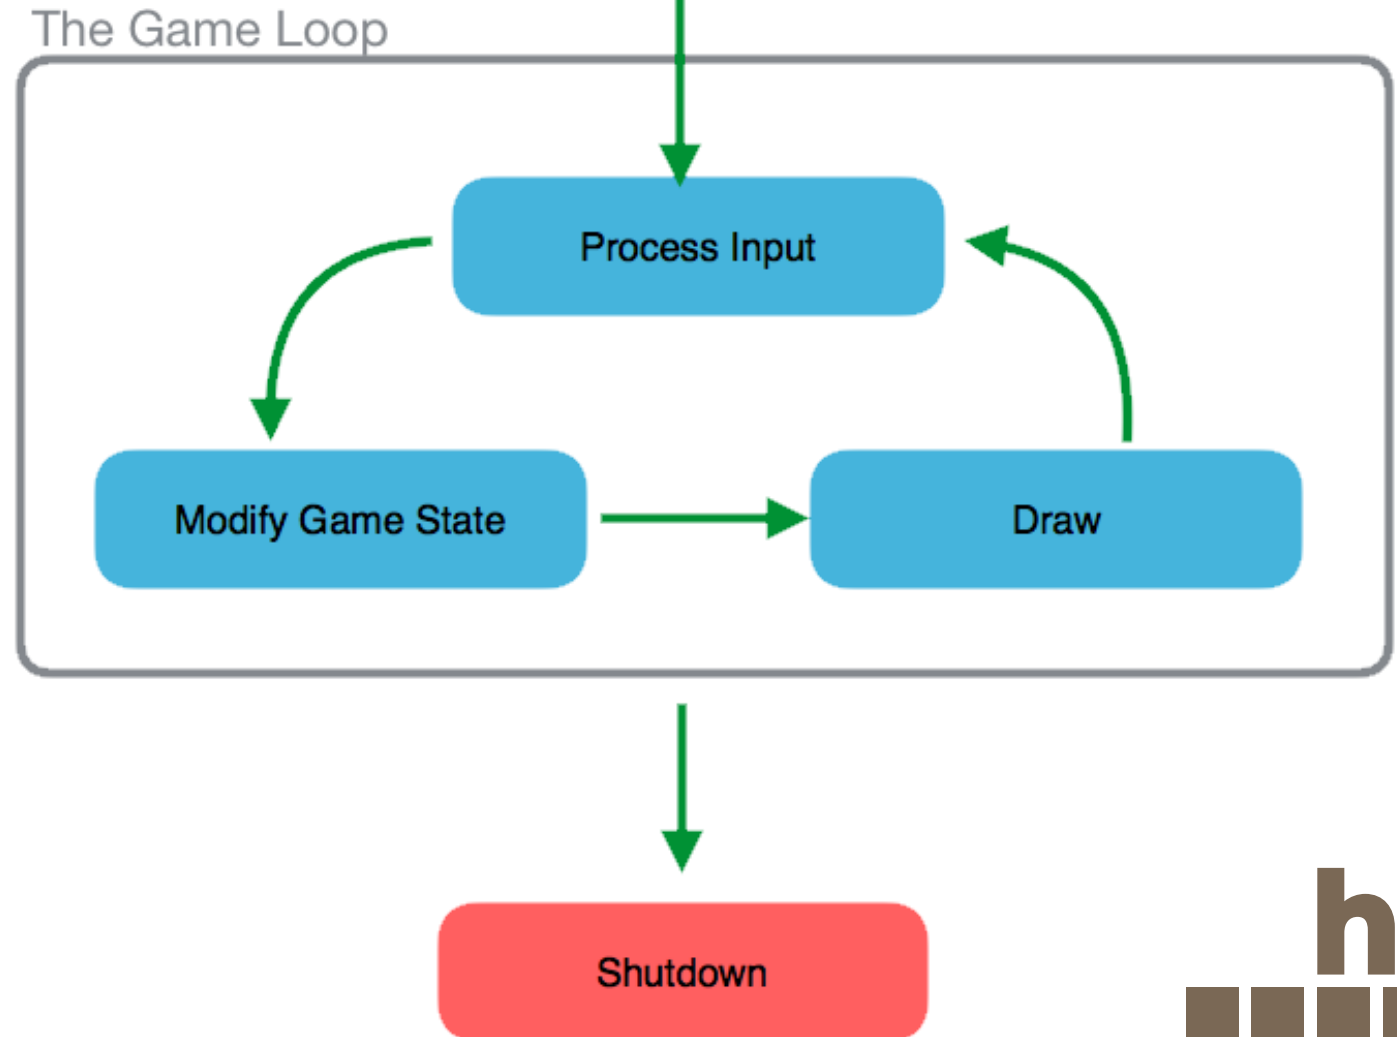 The Game Loop
Process Input
Modify Game State
Draw
Shutdown
h